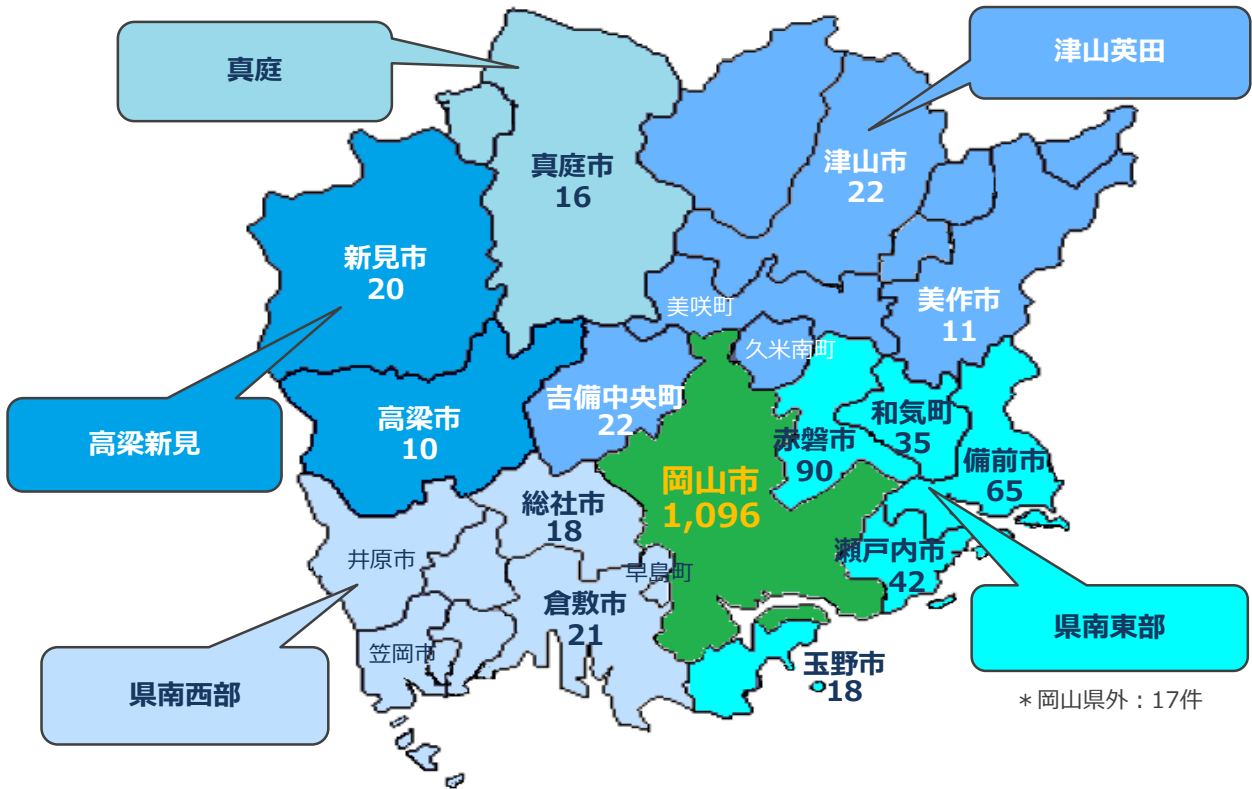 真庭
津山英田
真庭市
16
津山市
22
新見市
20
美咲町
美作市
11
久米南町
高梁新見
高梁市
10
吉備中央町
22
赤磐市
90
和気町
35
備前市
65
岡山市
1,096
総社市
18
井原市
早島町
瀬戸内市
42
倉敷市
21
笠岡市
県南西部
玉野市
18
県南東部
*岡山県外:17件